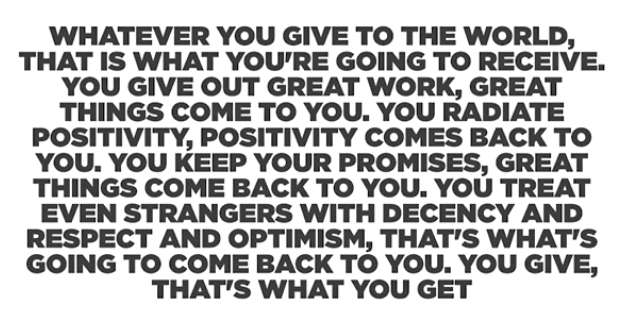 WHATEVER YOU GIVE TO THE WORLD,
THAT IS WHAT YOU'RE GOING TO RECEIVE.
YOU GIVE OUT GREAT WORK, GREAT
THINGS COME TO YOU. YOU RADIATE
POSITIVITY, POSITIVITY COMES BACK TO
YOU. YOU KEEP YOUR PROMISES, GREAT
THINGS COME BACK TO YOU. YOU TREAT
EVEN STRANGERS WITH DECENCY AND
RESPECT AND OPTIMISM, THAT'S WHAT'S
GOING TO COME BACK TO YOU. YOU GIVE,
THAT'S WHAT YOU GET